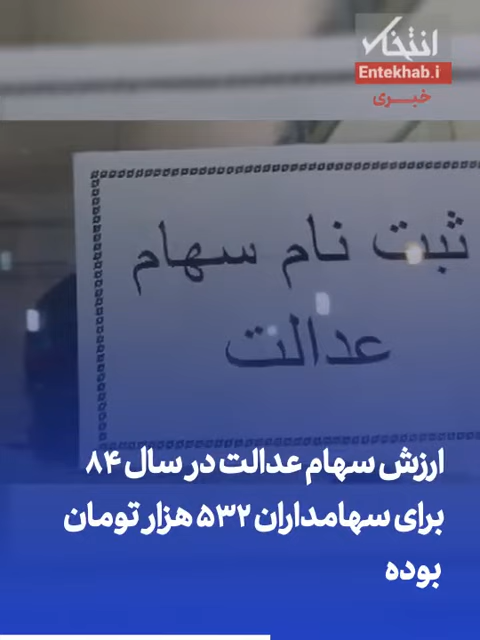 انتخاب
Entekhab.i
خبری
ثبت نام سهام
عدالت
ارزش سهام عدالت در سال ۸۴
برای سهامداران ۵۳۲ هزار تومان
بوده